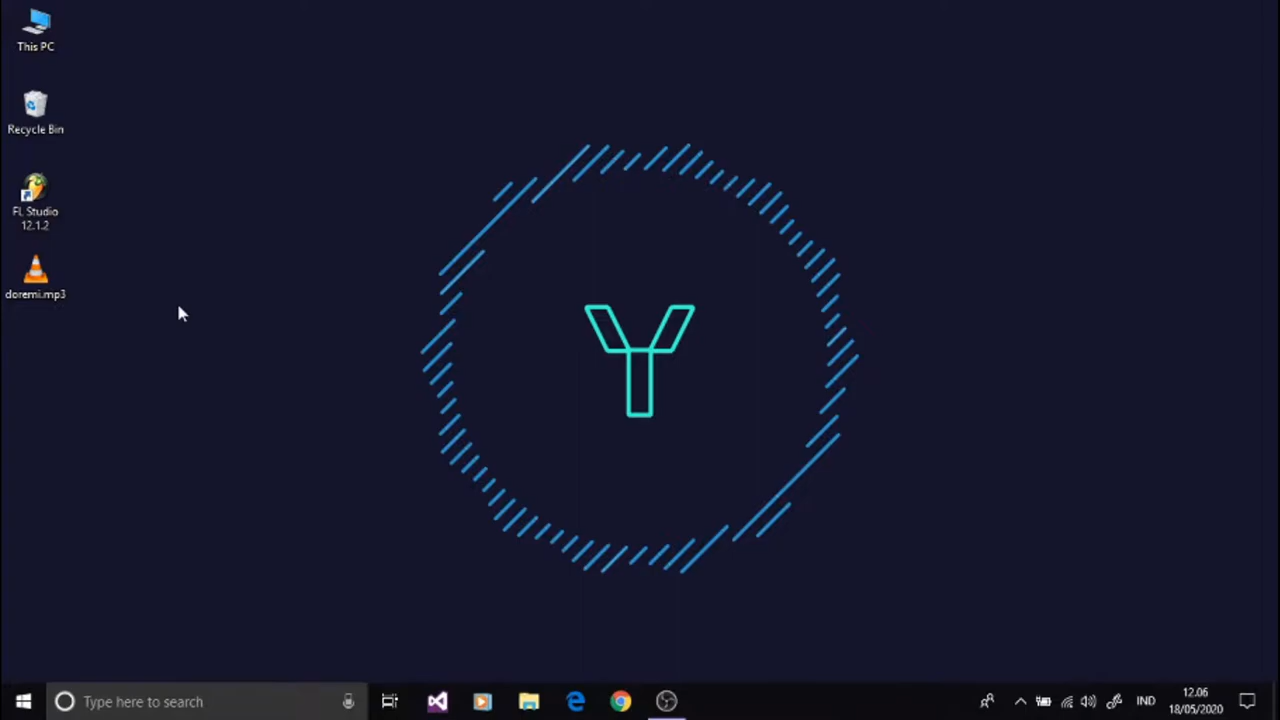 This PC
Recycle Bin
FL Studio
12.1.2
doremi.mp3
Y
Type here to search
IND
12.06
18/05/2020